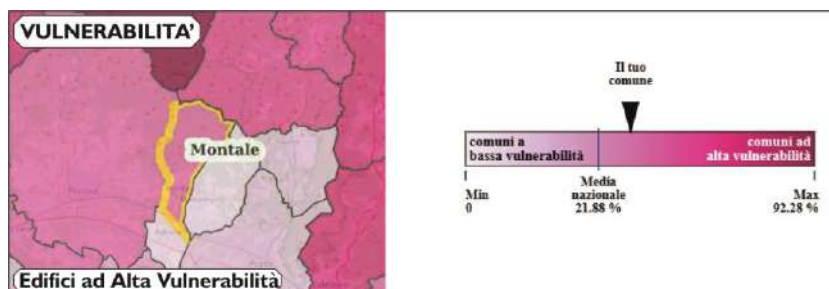 VULNERABILITA'
Montale
Edifici ad Alta Vulnerabilità
Il tuo
comune
comuni a
bassa vulnerabilità
comuni ad
alta vulnerabilità
Min
0
Media
nazionale
21.88 %
Max
92.28 %